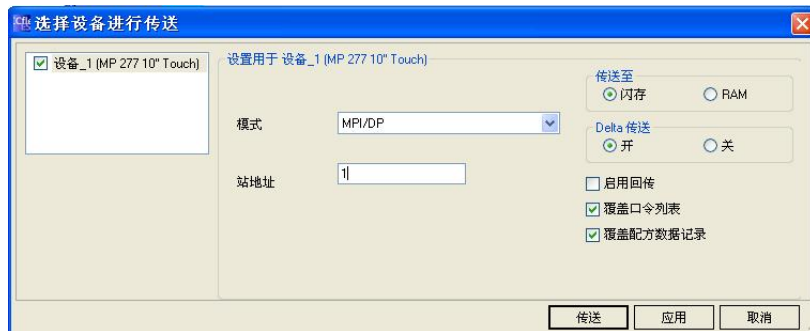 选择设备进行传送
设备_1 (MP 277 10" Touch)
设置用于 设备_1 (MP 277 10" Touch)
模式
MPI/DP
站地址
1
传送至
闪存
RAM
Delta 传送
开
关
启用回传
覆盖口令列表
覆盖配方数据记录
传送
应用
取消